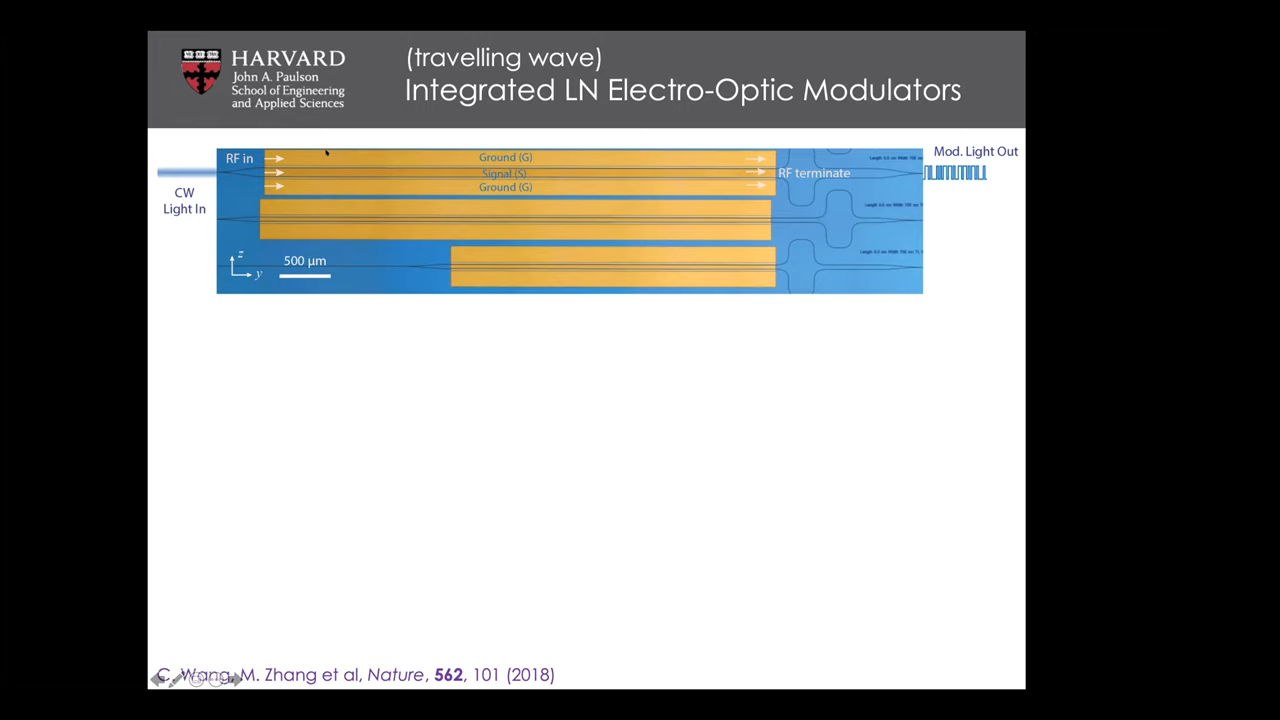 HARVARD
John A. Paulson
School of Engineering
and Applied Sciences
(travelling wave)
Integrated LN Electro-Optic Modulators
RF in
Ground (G)
Signal (S)
Ground (G)
RF terminate
Mod. Light Out
CW
Light In
z
y
500 μm
C. Wang, M. Zhang et al, Nature, 562, 101 (2018)